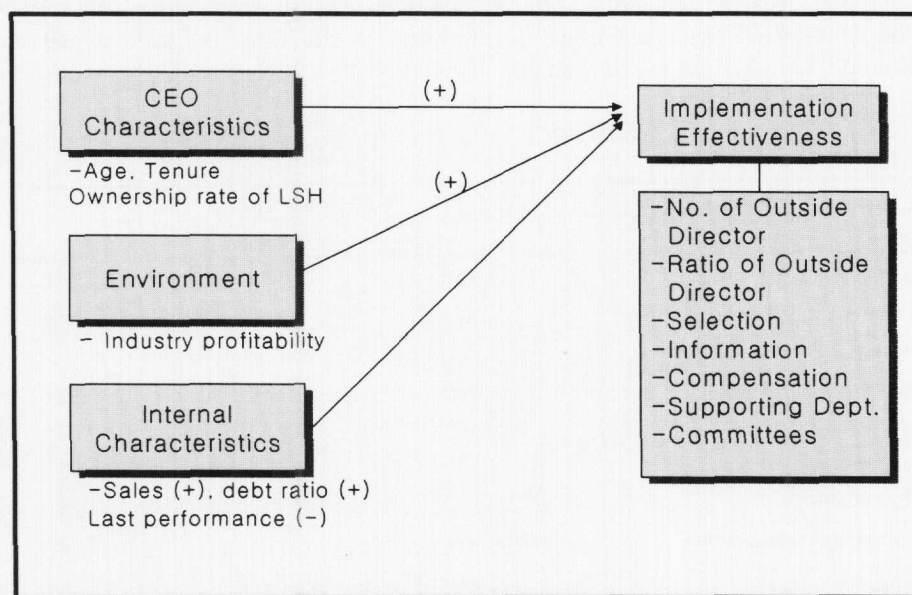 CEO
Characteristics
-Age, Tenure
Ownership rate of LSH
(+)
(+)
Environment
- Industry profitability
Internal
Characteristics
-Sales (+), debt ratio (+)
Last performance (-)
Implementation
Effectiveness
-No. of Outside
Director
-Ratio of Outside
Director
-Selection
-Information
-Compensation
-Supporting Dept.
-Committees